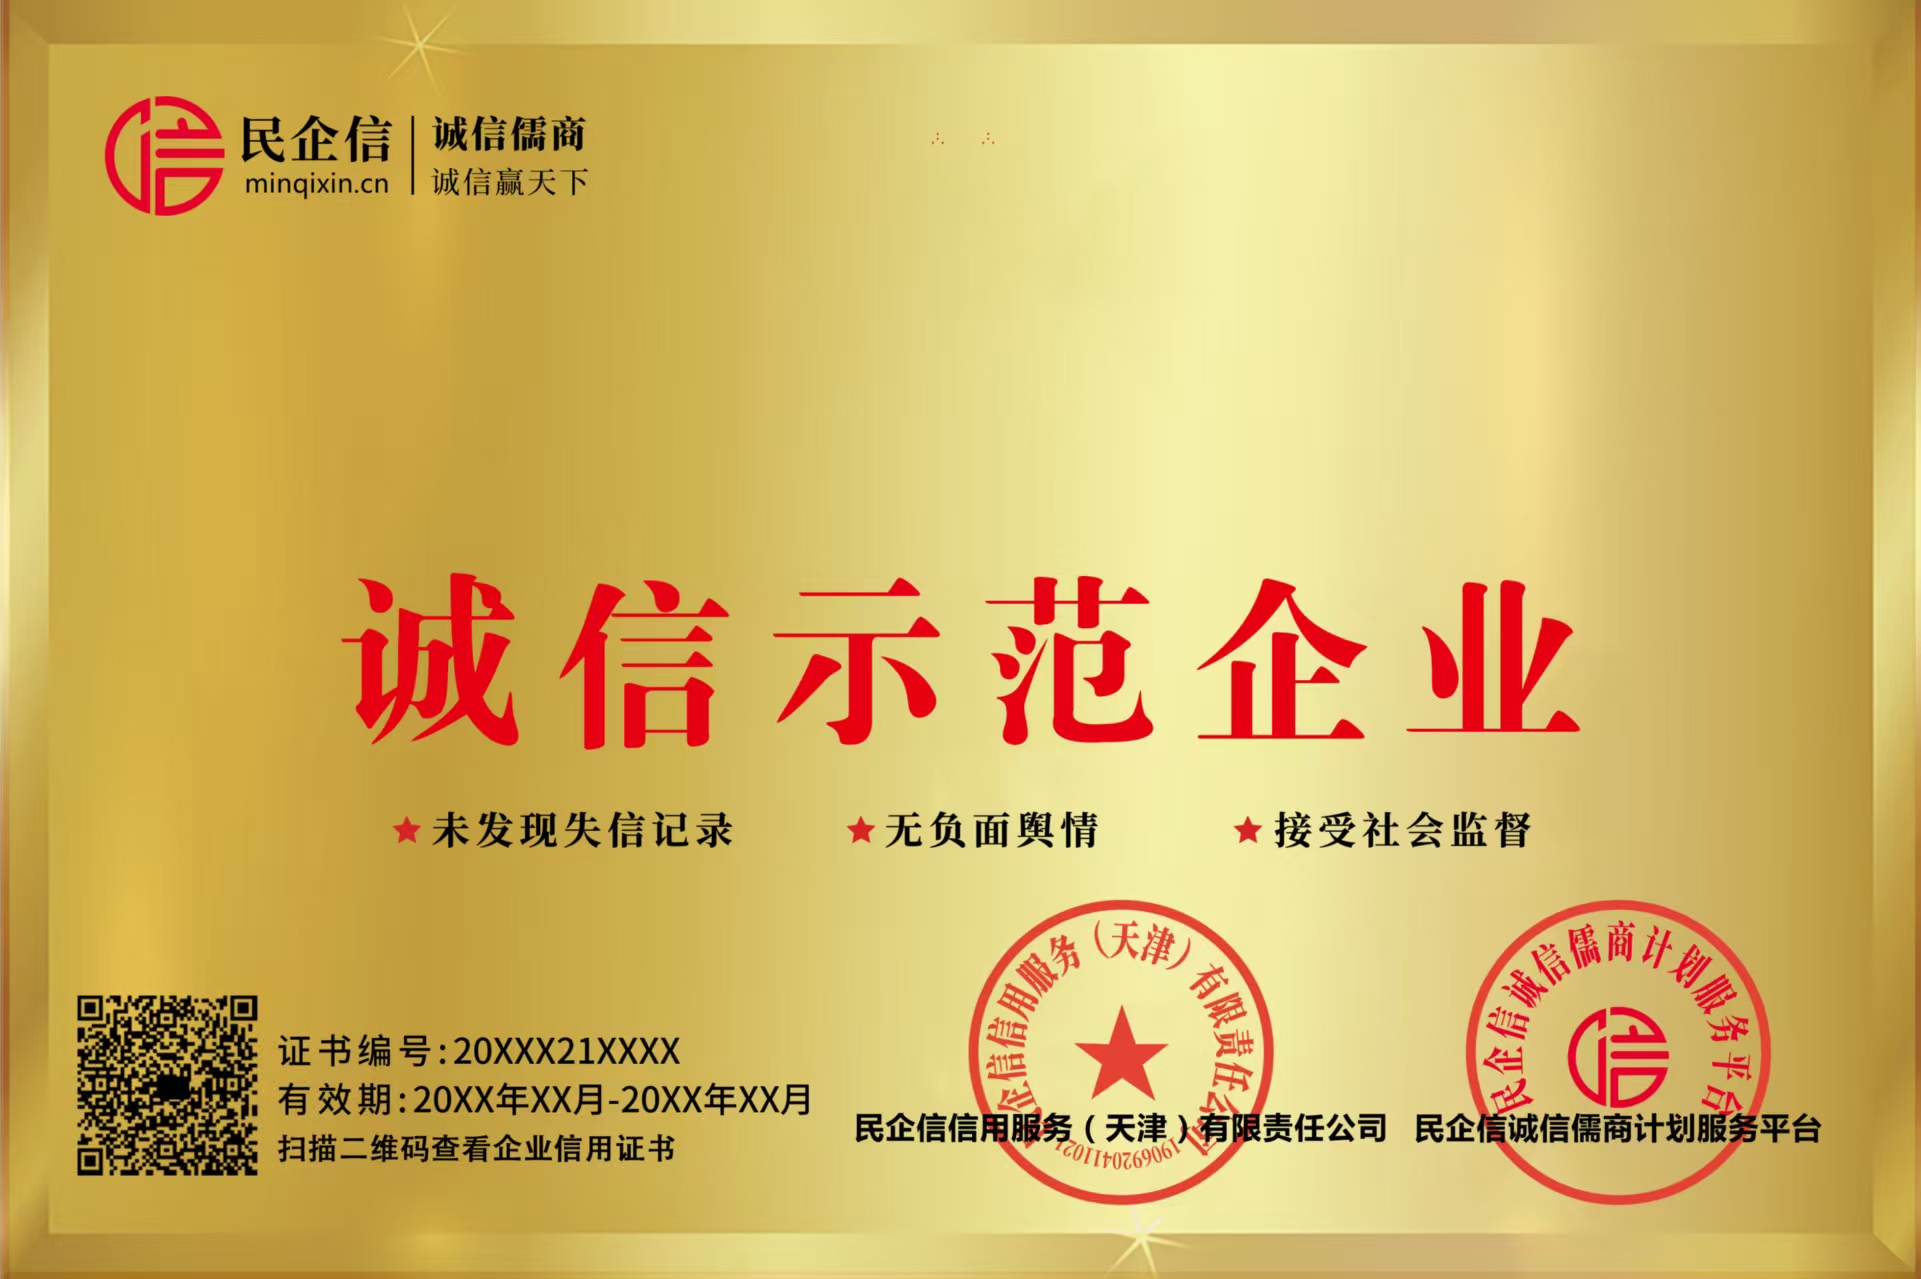 民企信
minqixin.cn
诚信儒商
诚信赢天下
诚信示范企业
未发现失信记录
无负面舆情
接受社会监督
证书编号:20XXX21XXXX
有效期:20XX年XX月-20XX年XX月
扫描二维码查看企业信用证书
民企信信用服务（天津）有限责任公司
民企信诚信儒商计划服务平台
民企信信用服务（天津）有限责任公司
民企信诚信儒商计划服务平台
信